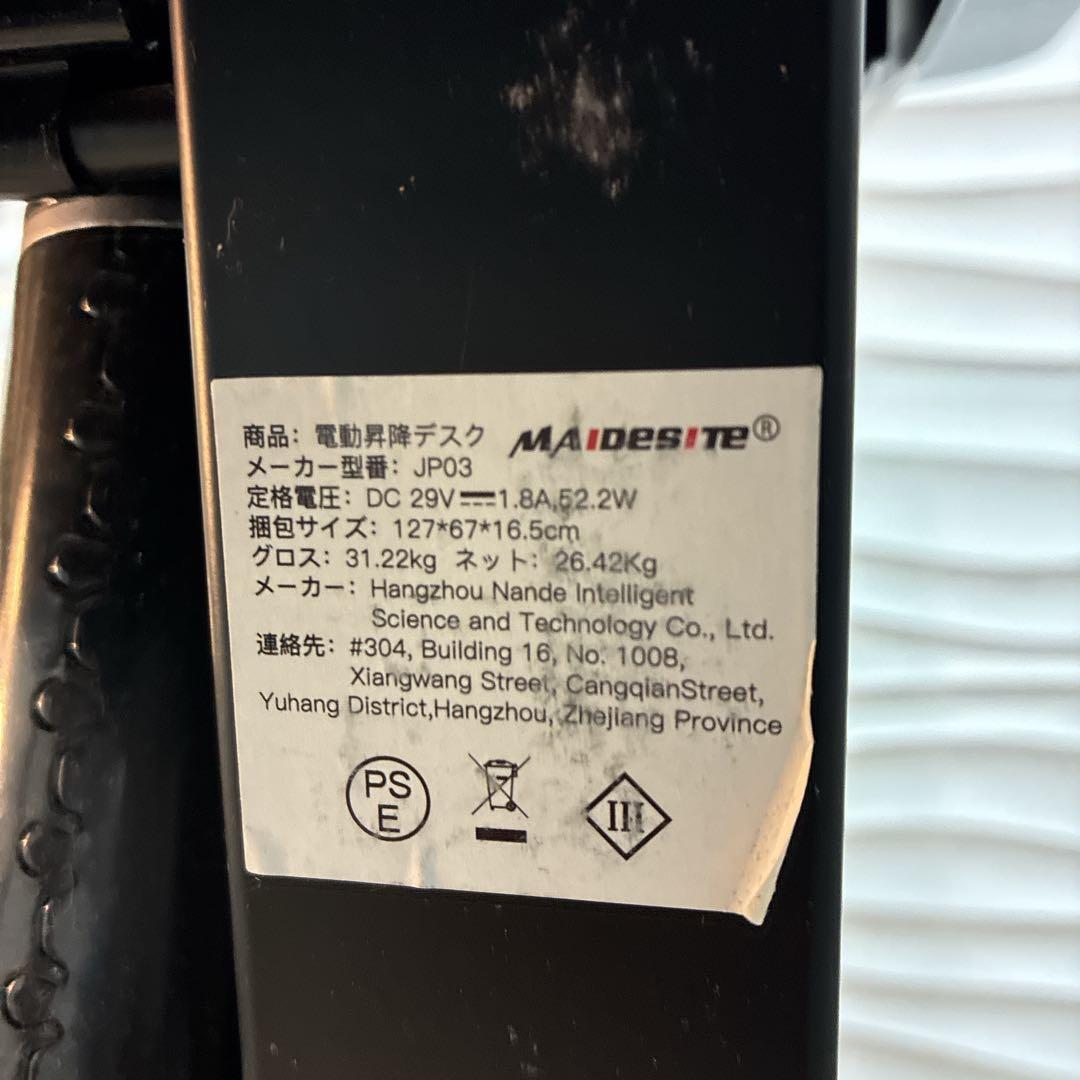 商品：電動昇降デスク MAIDeSITe®
メーカー型番：JP03
定格電圧：DC 29V⎓1.8A,52.2W
捆包サイズ：127*67*16.5cm
グロス：31.22kg ネット：26.42Kg
メーカー：Hangzhou Nande Intelligent
Science and Technology Co., Ltd.
連絡先：#304, Building 16, No. 1008,
Xiangwang Street, CangqianStreet,
Yuhang District,Hangzhou, Zhejiang Province
PS
E
III